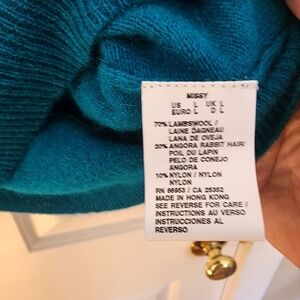 MISSY
US L UK L
EURO L D L
70% LAMBSWOOL /
LAINE DAGNEAU
LANA DE OVEJA
20% ANGORA RABBIT HAIR/
POIL DU LAPIN
PELO DE CONEJO
ANGORA
10% NYLON / NYLON
NYLON
RN 66953 / CA 25352
MADE IN HONG KONG
SEE REVERSE FOR CARE /
INSTRUCTIONS AU VERSO
INSTRUCCIONES AL
REVERSO